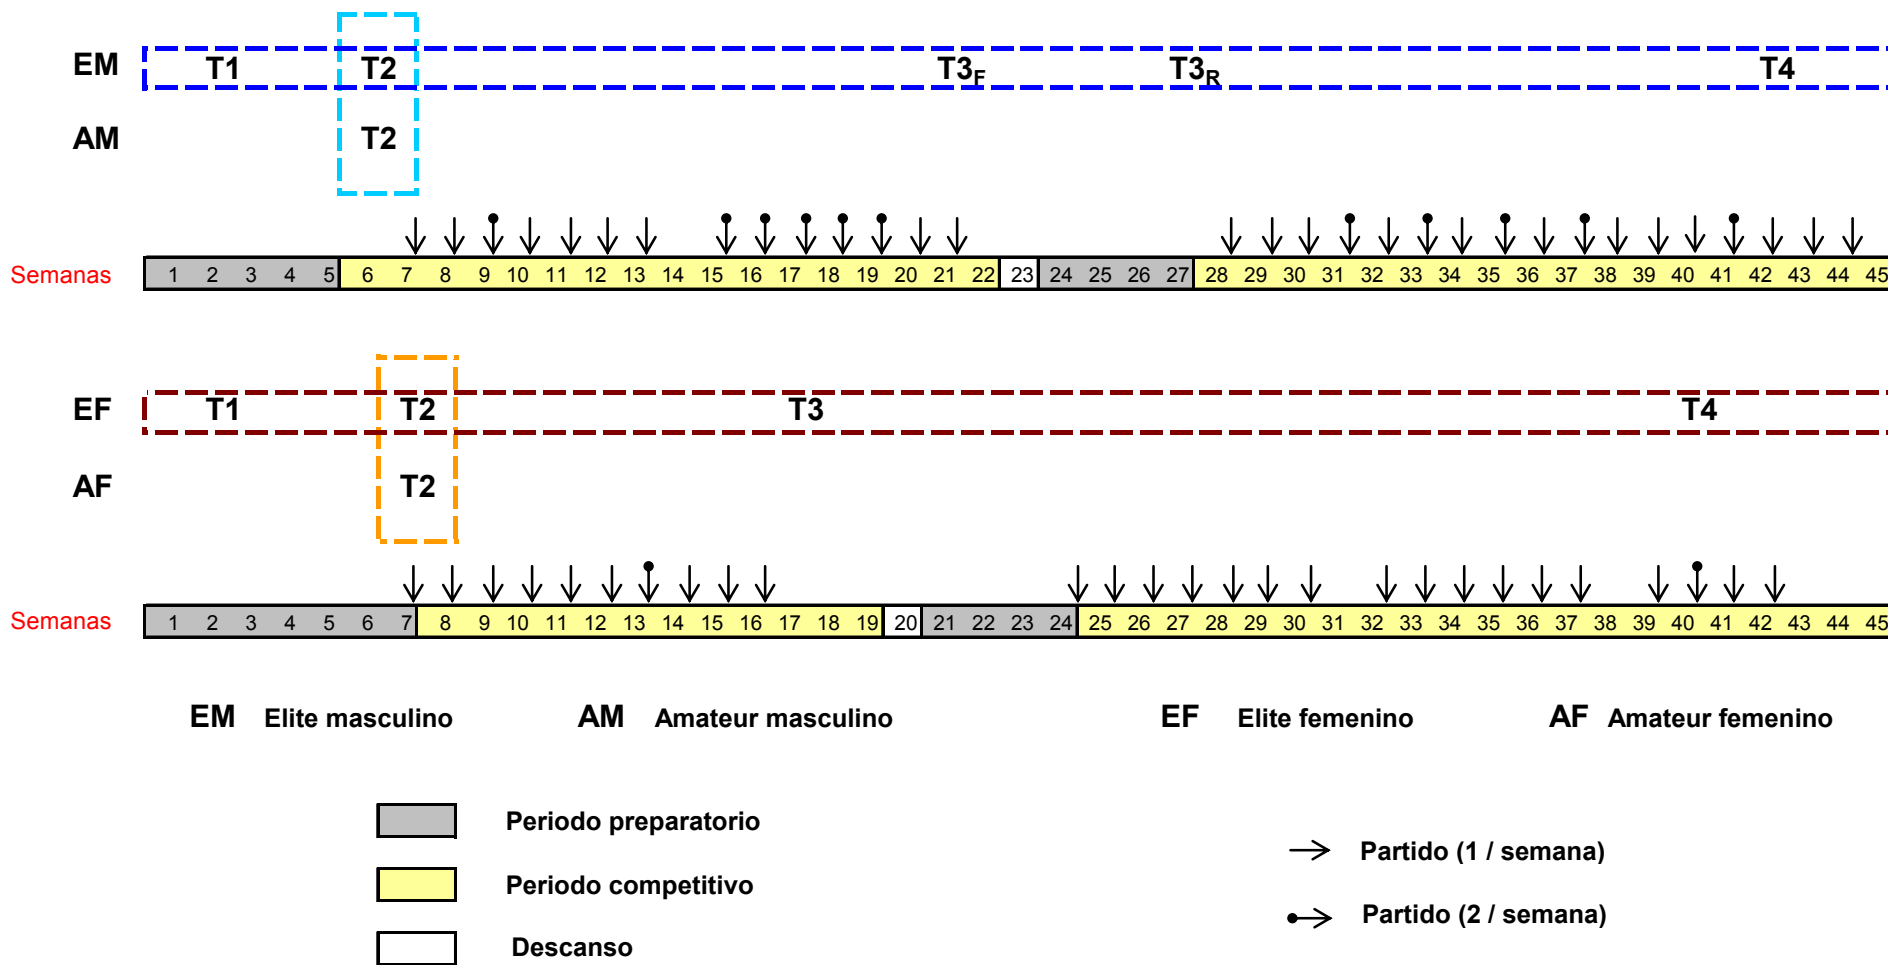 EM T1 T2 T3F T3R T4
AM T2
Semanas 1 2 3 4 5 6 7 8 9 10 11 12 13 14 15 16 17 18 19 20 21 22 23 24 25 26 27 28 29 30 31 32 33 34 35 36 37 38 39 40 41 42 43 44 45
EF T1 T2 T3 T4
AF T2
Semanas 1 2 3 4 5 6 7 8 9 10 11 12 13 14 15 16 17 18 19 20 21 22 23 24 25 26 27 28 29 30 31 32 33 34 35 36 37 38 39 40 41 42 43 44 45
EM Elite masculino AM Amateur masculino EF Elite femenino AF Amateur femenino
Periodo preparatorio
Partido (1 / semana)
Periodo competitivo
Partido (2 / semana)
Descanso